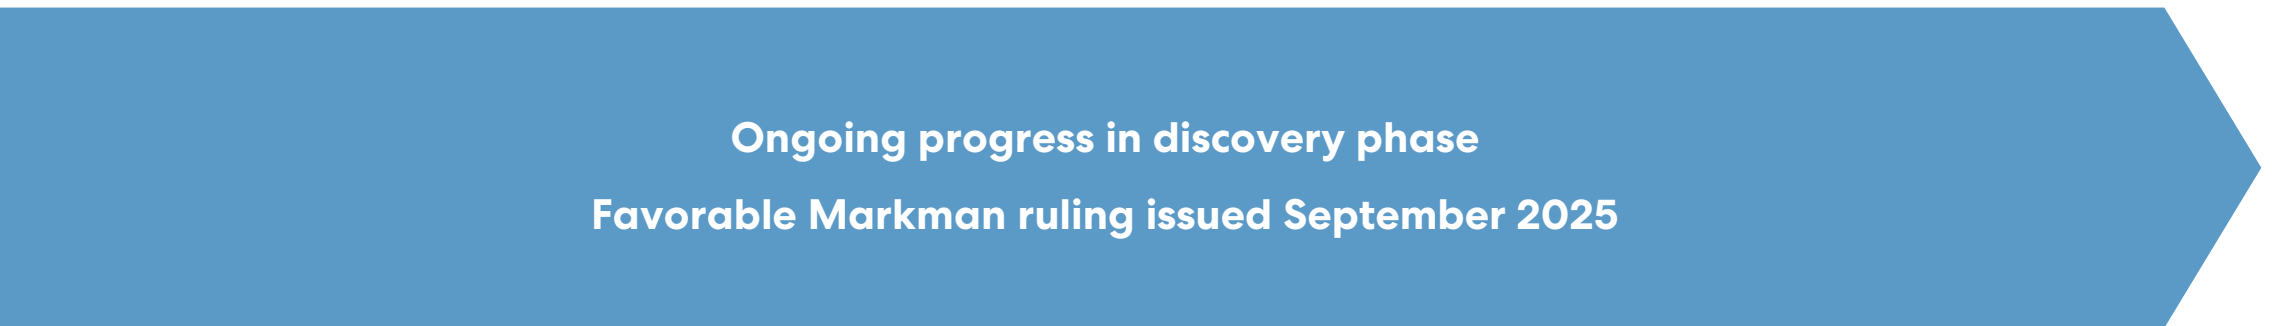 Ongoing progress in discovery phase
Favorable Markman ruling issued September 2025